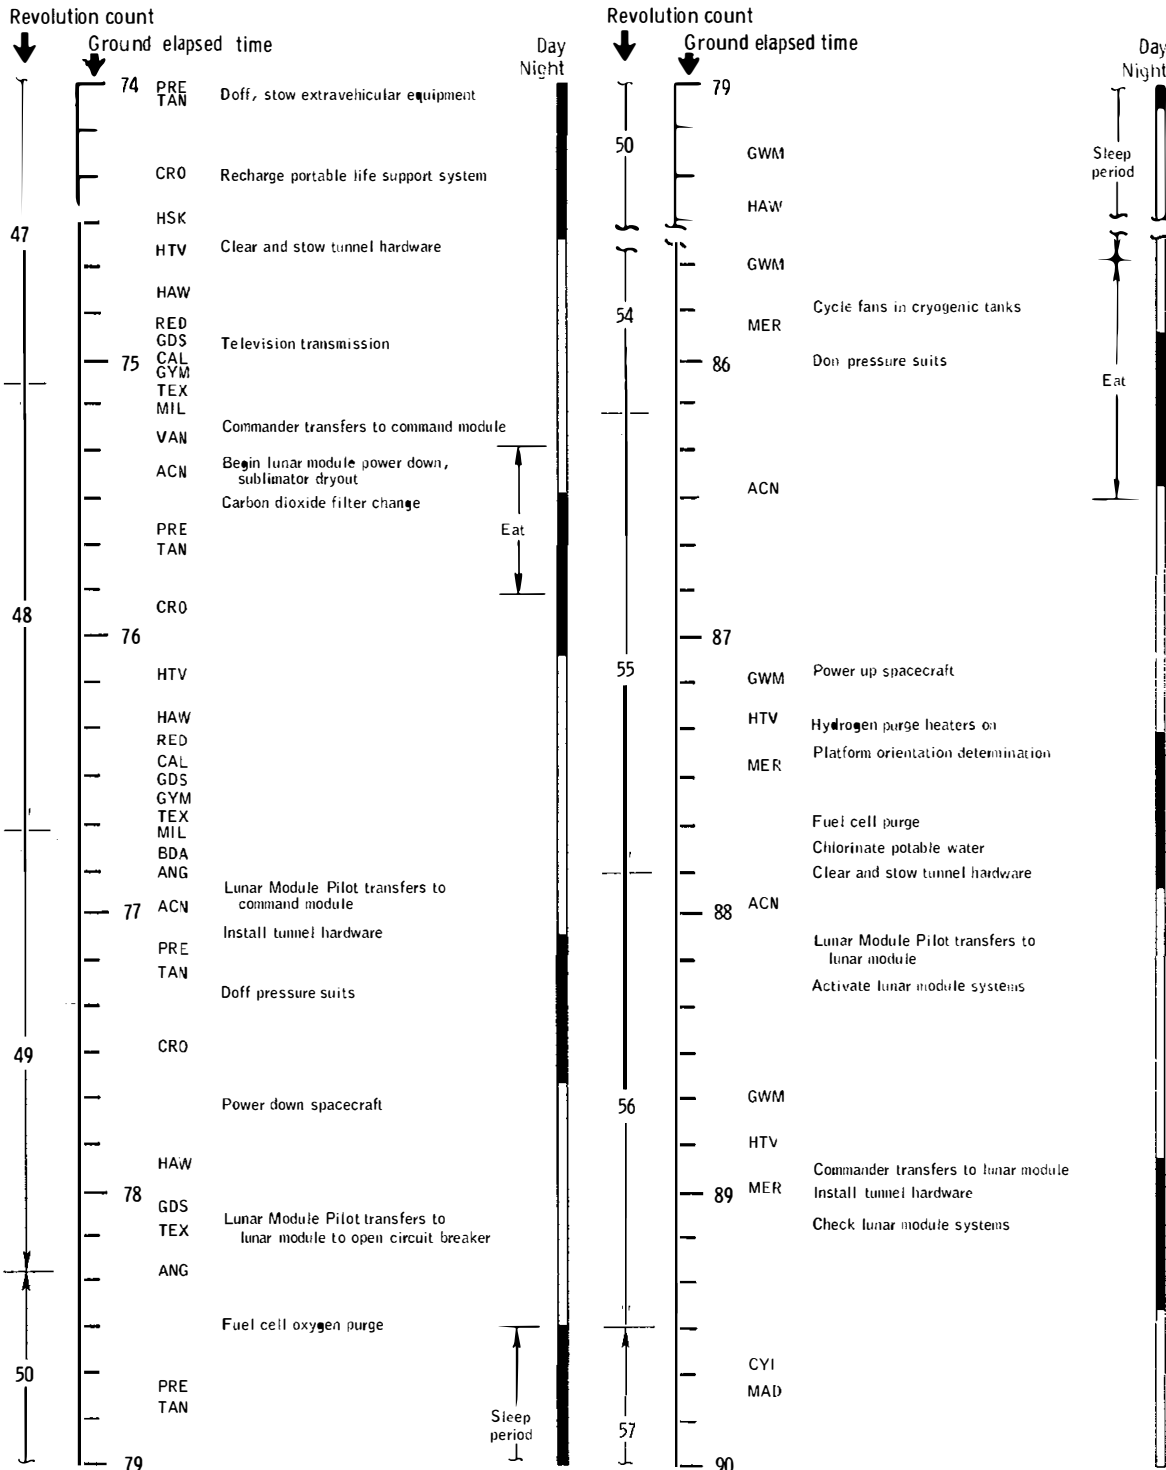 Revolution count
Ground elapsed time
Day
Night
74
PRE
TAN
Doff, stow extravehicular equipment
CRO
Recharge portable life support system
HSK
47
HTV
Clear and stow tunnel hardware
HAW
RED
GDS
Television transmission
75
CAL
GYM
TEX
MIL
Commander transfers to command module
VAN
ACN
Begin lunar module power down,
sublimator dryout
Carbon dioxide filter change
PRE
Eat
TAN
CRO
48
76
HTV
HAW
RED
CAL
GDS
GYM
TEX
MIL
BDA
ANG
Lunar Module Pilot transfers to
command module
77
ACN
Install tunnel hardware
PRE
TAN
Doff pressure suits
CRO
49
Power down spacecraft
HAW
78
GDS
TEX
Lunar Module Pilot transfers to
lunar module to open circuit breaker
ANG
Fuel cell oxygen purge
50
PRE
TAN
Sleep
period
79
Revolution count
Ground elapsed time
Day
Night
79
50
GWM
Sleep
period
HAW
GWM
54
Cycle fans in cryogenic tanks
MER
86
Don pressure suits
Eat
ACN
87
55
GWM
Power up spacecraft
HTV
Hydrogen purge heaters on
Platform orientation determination
MER
Fuel cell purge
Chlorinate potable water
Clear and stow tunnel hardware
88
ACN
Lunar Module Pilot transfers to
lunar module
Activate lunar module systems
GWM
56
HTV
Commander transfers to lunar module
89
MER
Install tunnel hardware
Check lunar module systems
CYI
MAD
57
90